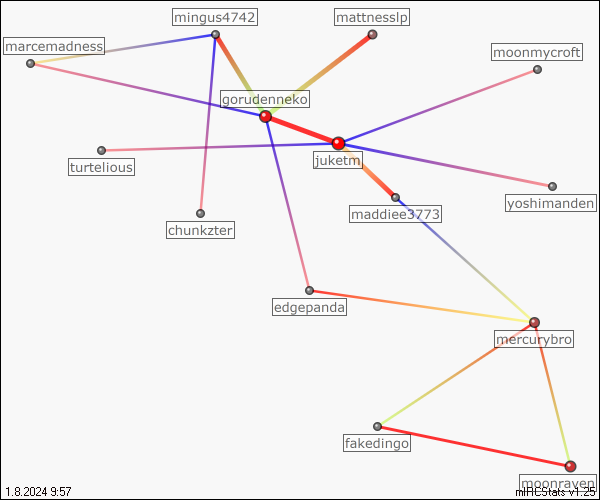 mingus4742
mattnesslp
marcemadness
moonmycroft
gorudenneko
juketm
turtelious
yoshimanden
maddiee3773
chunkzter
edgepanda
mercurybro
fakedingo
moonraven
1.8.2024 9:57
mIRCStats v1.25